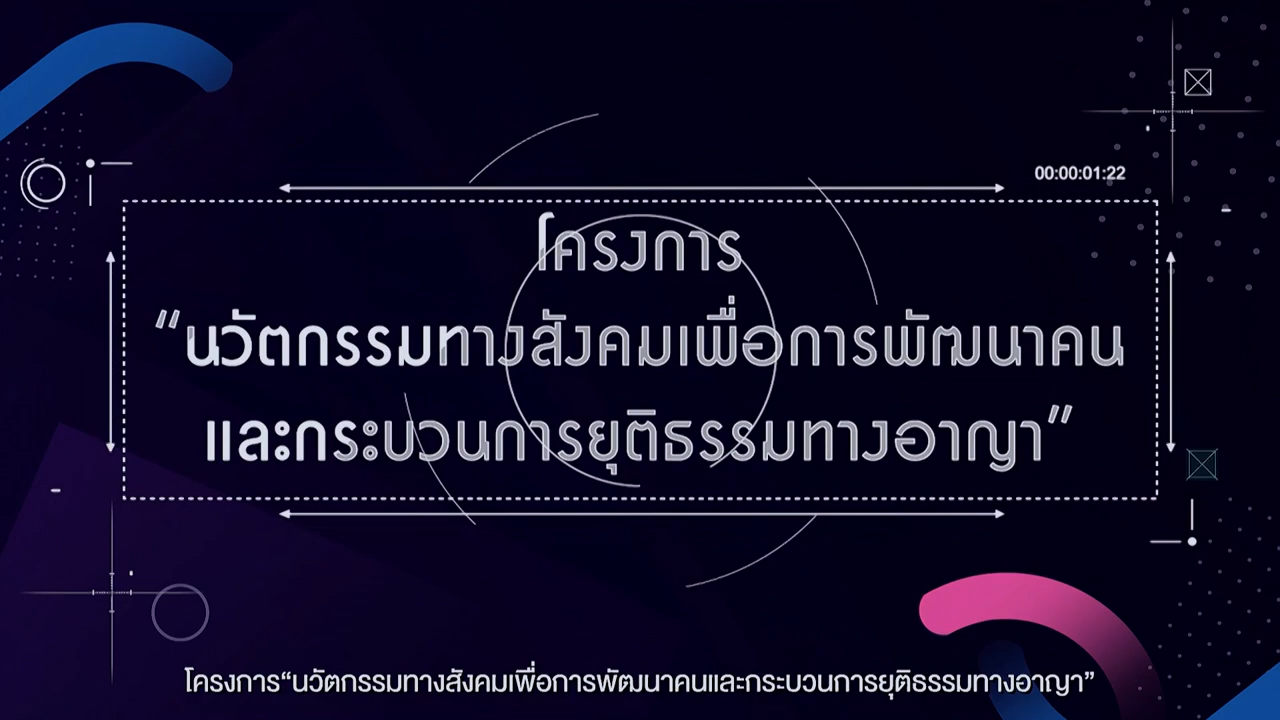 00:00:01:22
โครงการ
“นวัตกรรมทางสังคมเพื่อการพัฒนาคน
และกระบวนการยุติธรรมทางอาญา”
โครงการ“นวัตกรรมทางสังคมเพื่อการพัฒนาคนและกระบวนการยุติธรรมทางอาญา”